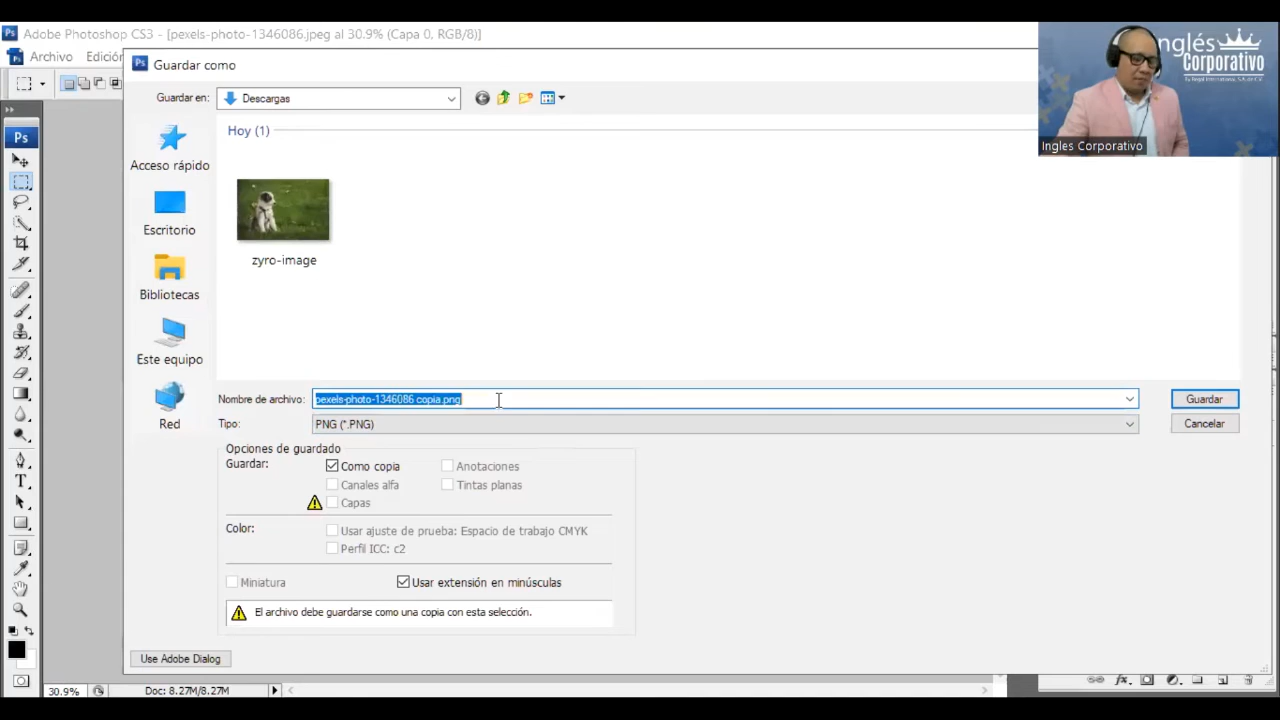 Adobe Photoshop CS3 - [pexels-photo-1346086.jpeg al 30.9% (Capa 0, RGB/8)]
Archivo Edición
Guardar como
Guardar en: Descargas
Hoy (1)
Inglés
Corporativo
Ingles Corporativo
Ps
Acceso rápido
Escritorio
zyro-image
Bibliotecas
Este equipo
Red
Nombre de archivo: pexels-photo-1346086 copia.png Guardar
Tipo: PNG (*.PNG) Cancelar
Opciones de guardado
Guardar: Como copia Anotaciones
Canales alfa Tintas planas
Capas
Color: Usar ajuste de prueba: Espacio de trabajo CMYK
Perfil ICC: c2
Miniatura Usar extensión en minúsculas
El archivo debe guardarse como una copia con esta selección.
Use Adobe Dialog
30.9% Doc: 8.27M/8.27M